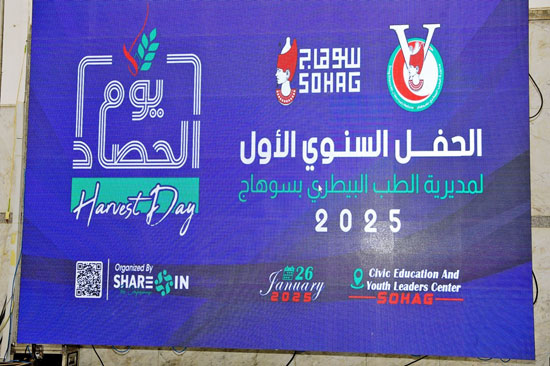 يوم
الحصاد
Harvest Day
سوهاج
SOHAG
V
الحفل السنوي الأول
لمديرية الطب البيطري بسوهاج
2025
Organized By
SHARE IN
26
January
2025
Civic Education And
Youth Leaders Center
SOHAG